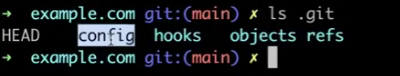 ➜ example.com git:(main) ✗ ls .git
HEAD config hooks objects refs
➜ example.com git:(main) ✗